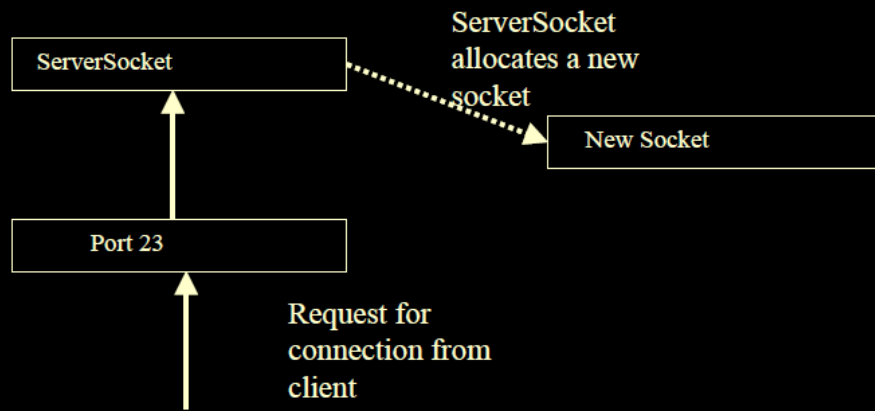 ServerSocket
allocates a new
socket
ServerSocket
New Socket
Port 23
Request for
connection from
client